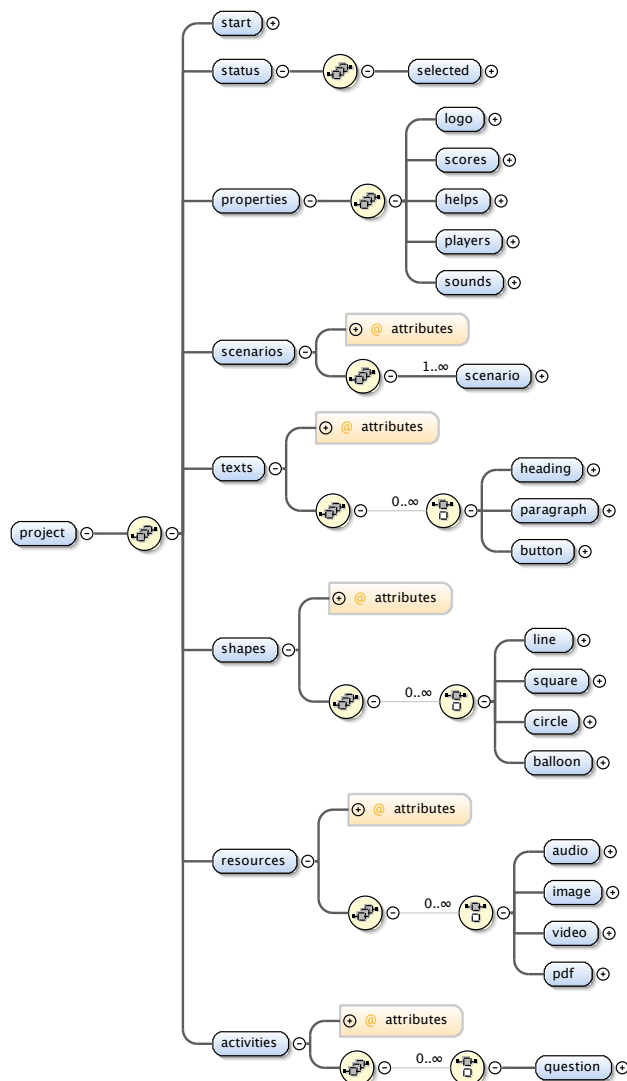 start
status
selected
properties
logo
scores
helps
players
sounds
scenarios
@ attributes
1..∞
scenario
texts
@ attributes
0..∞
heading
paragraph
button
project
shapes
@ attributes
0..∞
line
square
circle
balloon
resources
@ attributes
0..∞
audio
image
video
pdf
activities
@ attributes
0..∞
question